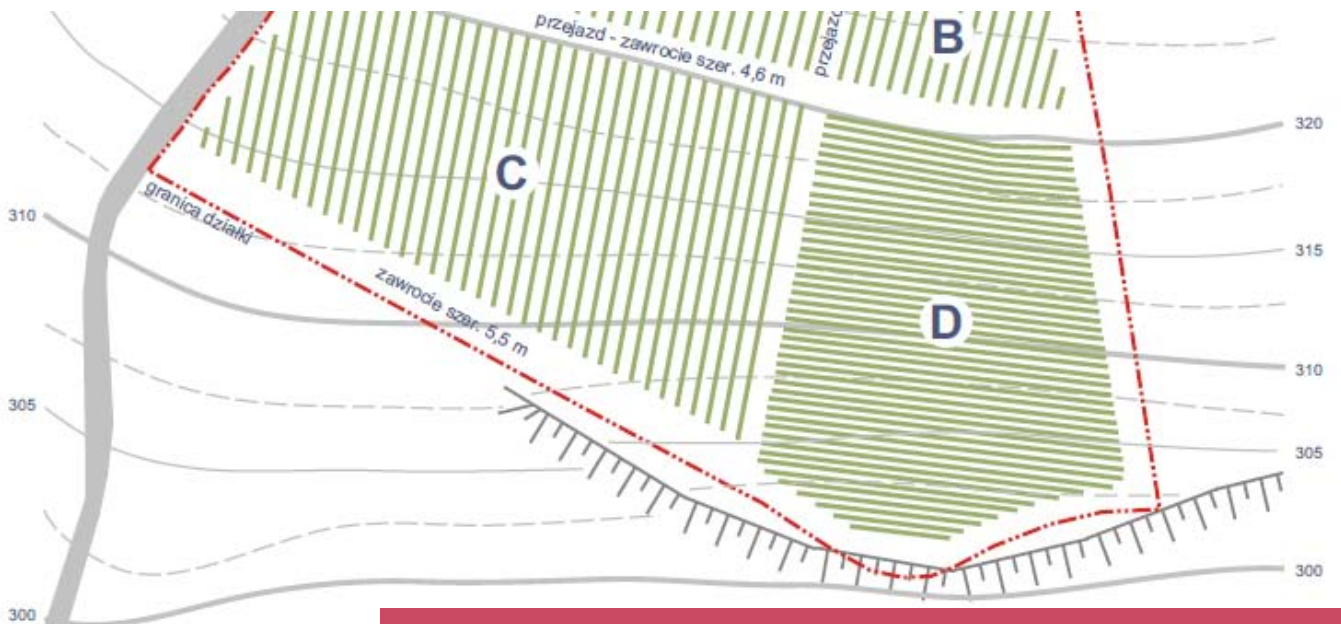 przejazd - zawrocie szer. 4,6 m
B
320
C
granica działki
310
315
zawrocie szer. 5,5 m
D
310
305
305
300
300